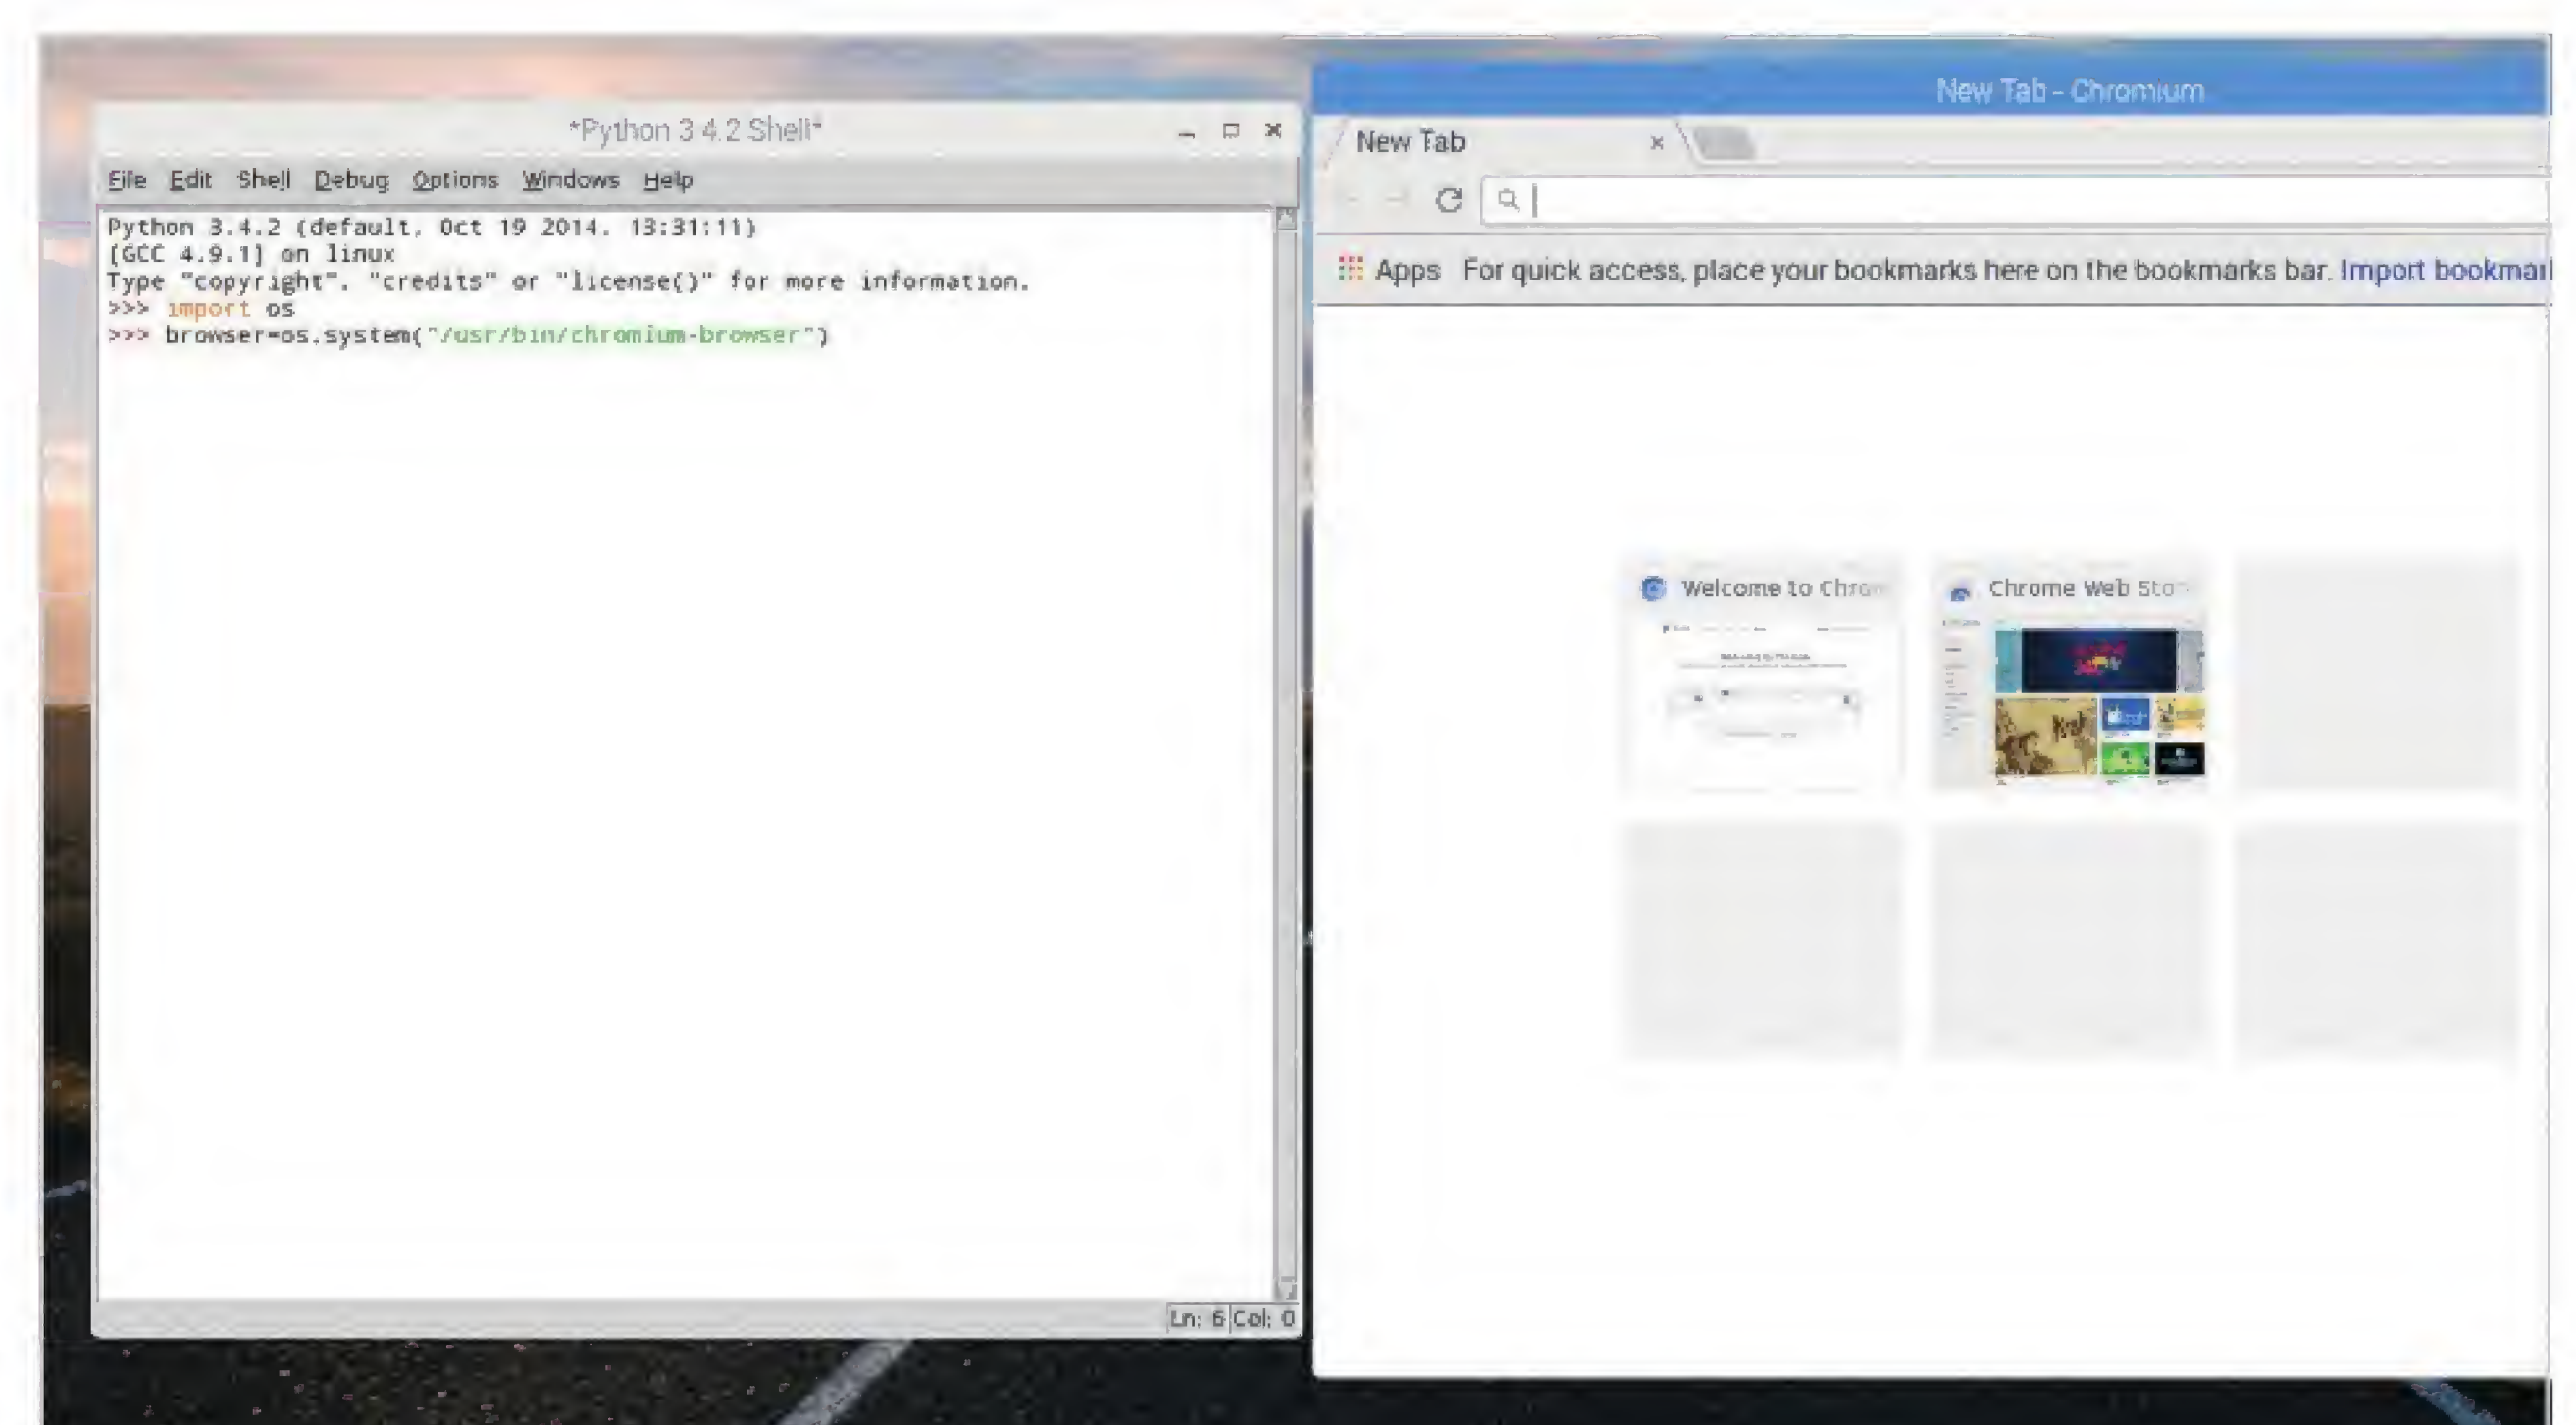 *Python 3.4.2 Shell*
File Edit Shell Debug Options Windows Help
Python 3.4.2 (default, Oct 19 2014, 13:31:11)
[GCC 4.9.1] on linux
Type "copyright", "credits" or "license()" for more information.
>>> import os
>>> browser=os.system("/usr/bin/chromium-browser")
Ln: 6 Col: 0
New Tab - Chromium
New Tab
Apps For quick access, place your bookmarks here on the bookmarks bar. Import bookmar
Welcome to Chro
Chrome Web Sto